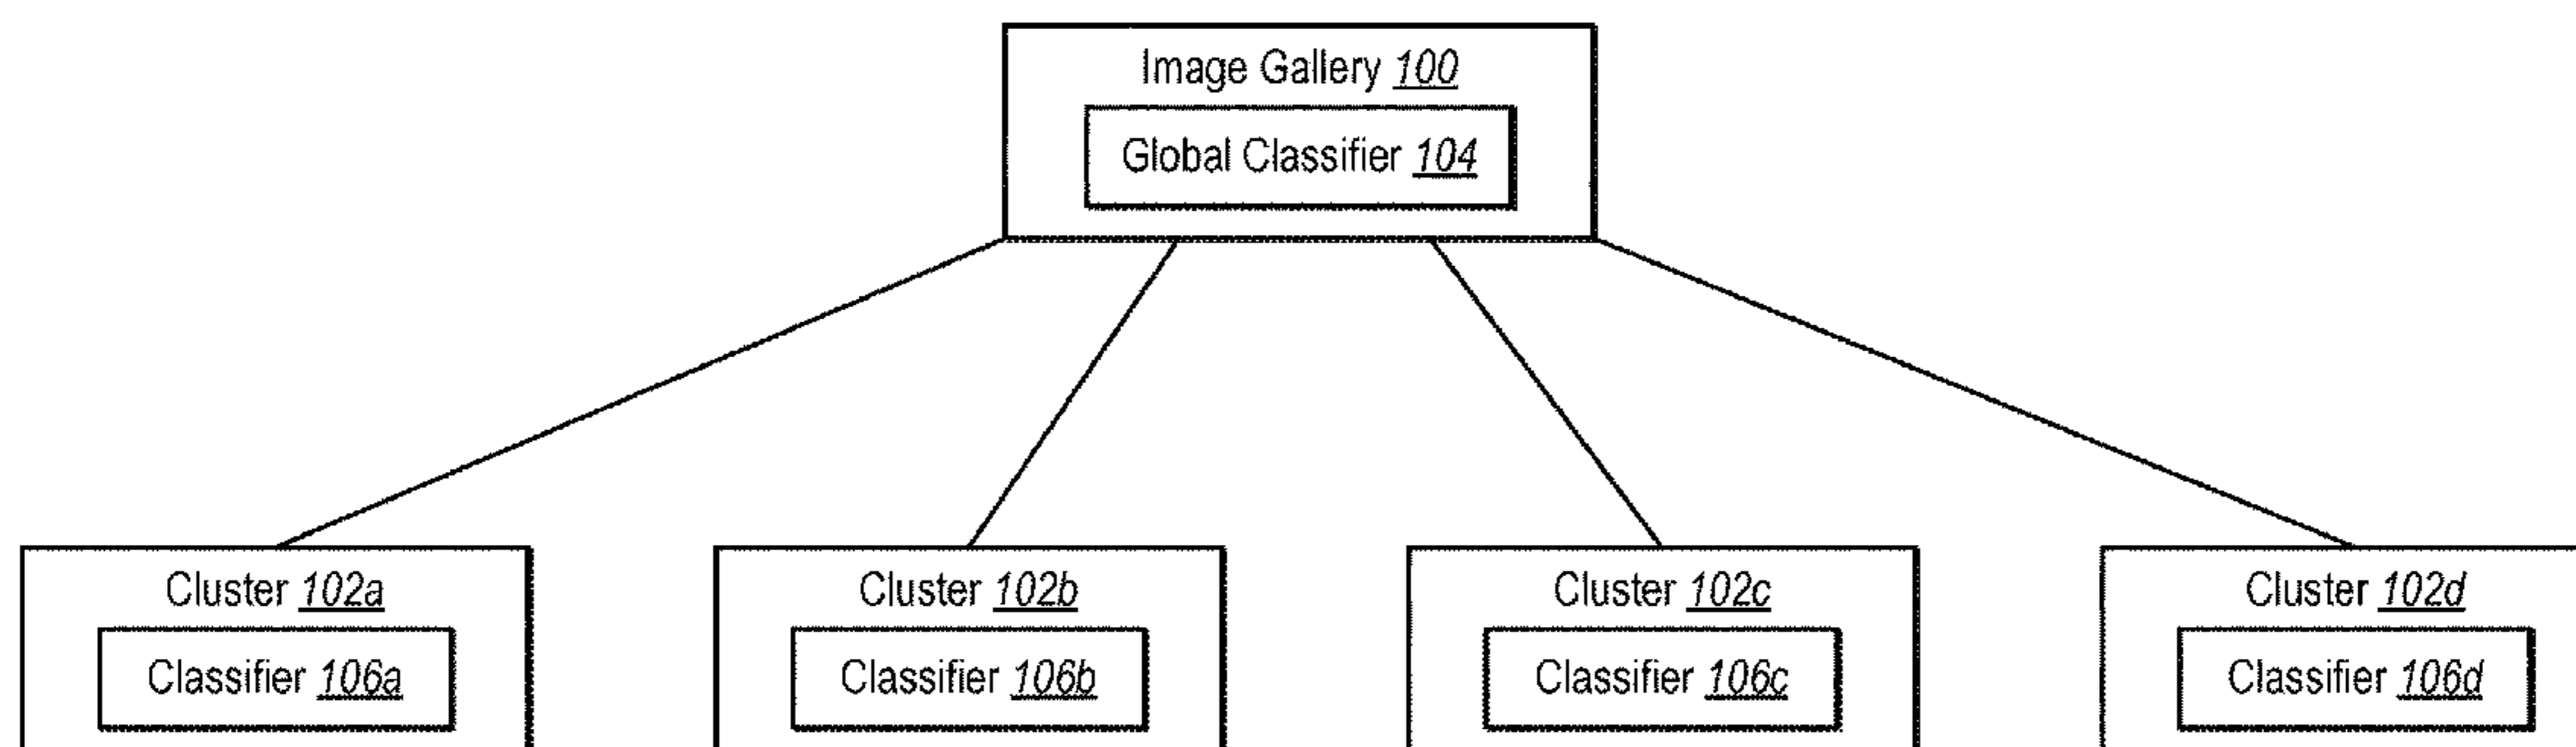 Image Gallery 100
Global Classifier 104
Cluster 102a
Classifier 106a
Cluster 102b
Classifier 106b
Cluster 102c
Classifier 106c
Cluster 102d
Classifier 106d